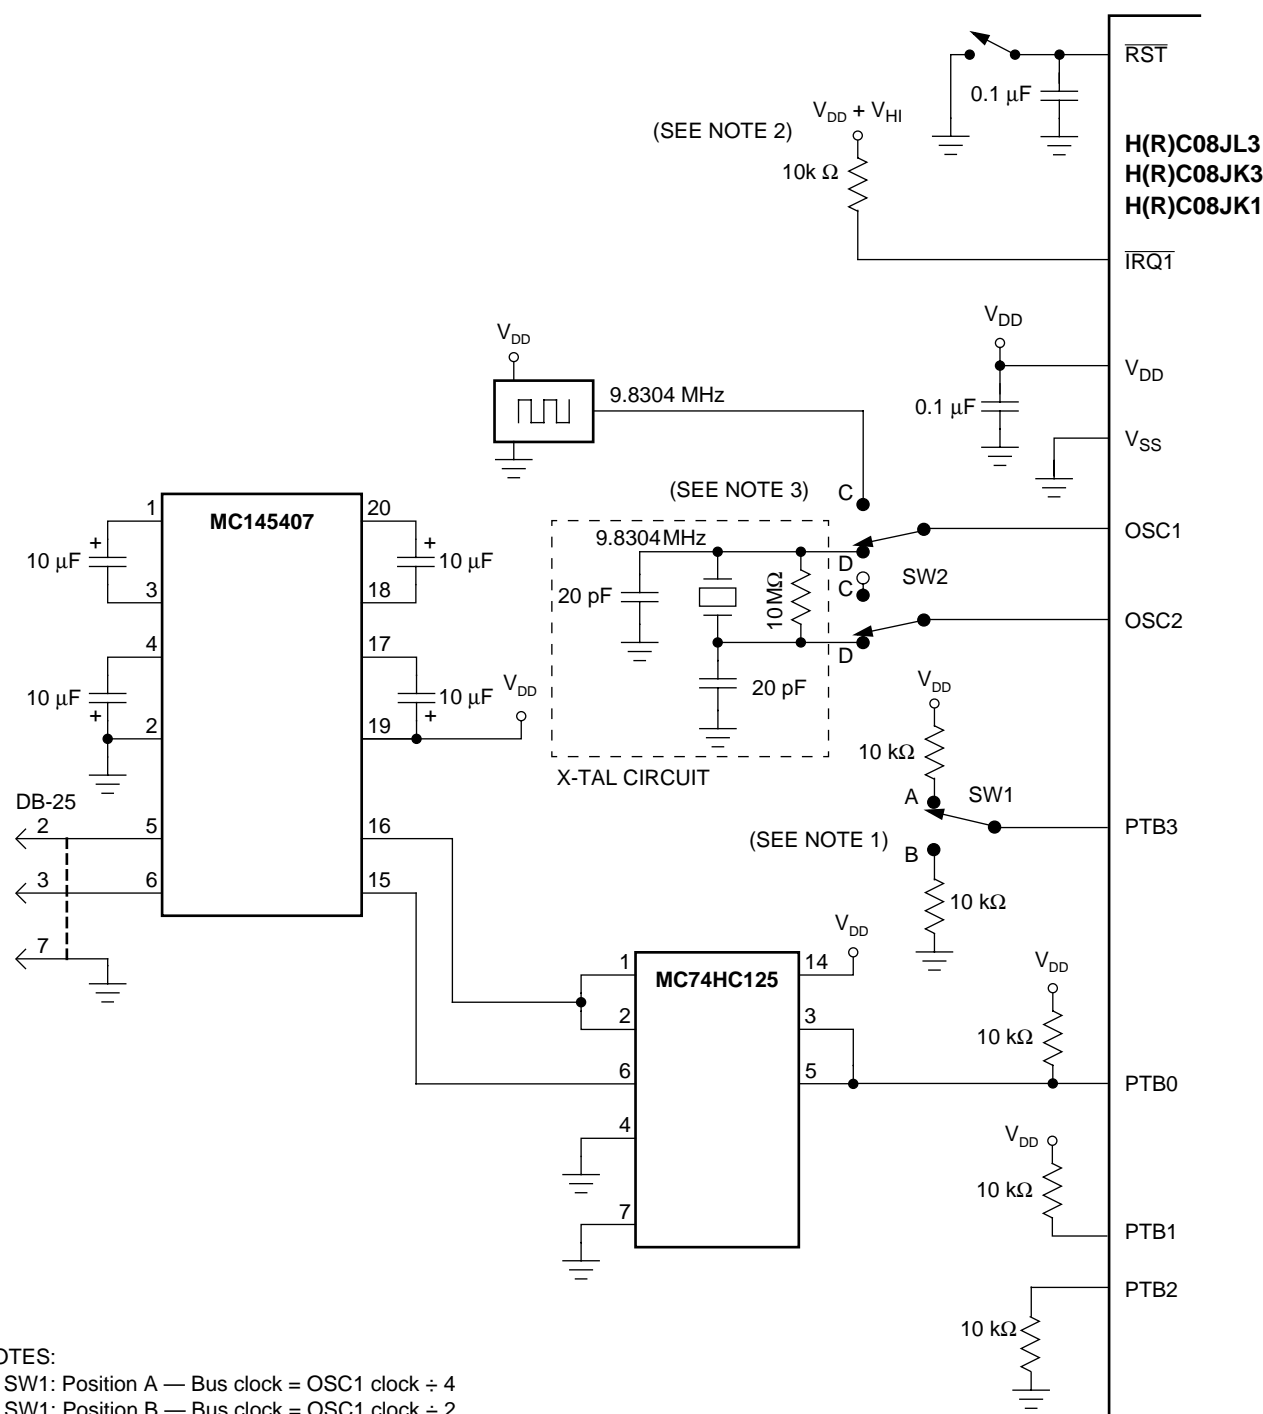 RST
0.1 µF
V_DD + V_HI
(SEE NOTE 2)
10k Ω
H(R)C08JL3
H(R)C08JK3
H(R)C08JK1
IRQ1
V_DD
V_DD
V_DD
9.8304 MHz
0.1 µF
V_SS
(SEE NOTE 3)
C
1
MC145407
20
9.8304MHz
OSC1
+
10 µF
+
10 µF
D
SW2
C
20 pF
10MΩ
3
18
OSC2
4
17
D
10 µF
+
10 µF
+
V_DD
20 pF
V_DD
2
19
10 kΩ
X-TAL CIRCUIT
A
SW1
DB-25
2
5
16
(SEE NOTE 1)
PTB3
B
3
6
15
10 kΩ
7
V_DD
1
MC74HC125
14
V_DD
2
3
10 kΩ
6
5
PTB0
4
V_DD
10 kΩ
7
PTB1
PTB2
10 kΩ
OTES:
SW1: Position A — Bus clock = OSC1 clock ÷ 4
SW1: Position B — Bus clock = OSC1 clock ÷ 2